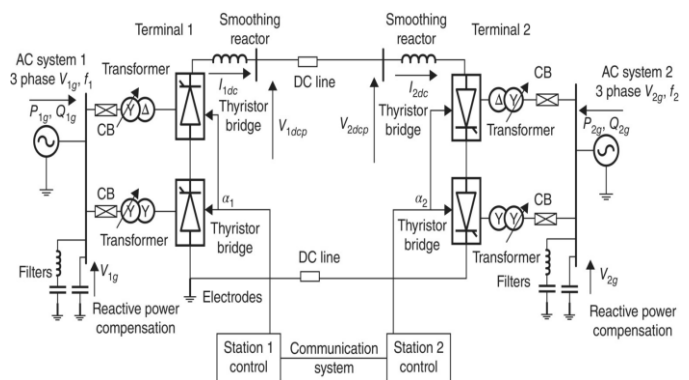 Smoothing
reactor
Smoothing
reactor
Terminal 1
Terminal 2
AC system 1
3 phase V1g, f1
Transformer
I1dc
DC line
I2dc
CB
AC system 2
3 phase V2g, f2
P1g, Q1g
CB
Y
Δ
Thyristor
bridge
V1dcp
V2dcp
Thyristor
bridge
Δ
Y
Transformer
P2g, Q2g
CB
Y
Y
Transformer
α1
Thyristor
bridge
α2
Thyristor
bridge
Y
Y
CB
Transformer
DC line
Filters
V1g
Electrodes
Filters
V2g
Reactive power
compensation
Reactive power
compensation
Station 1
control
Communication
system
Station 2
control